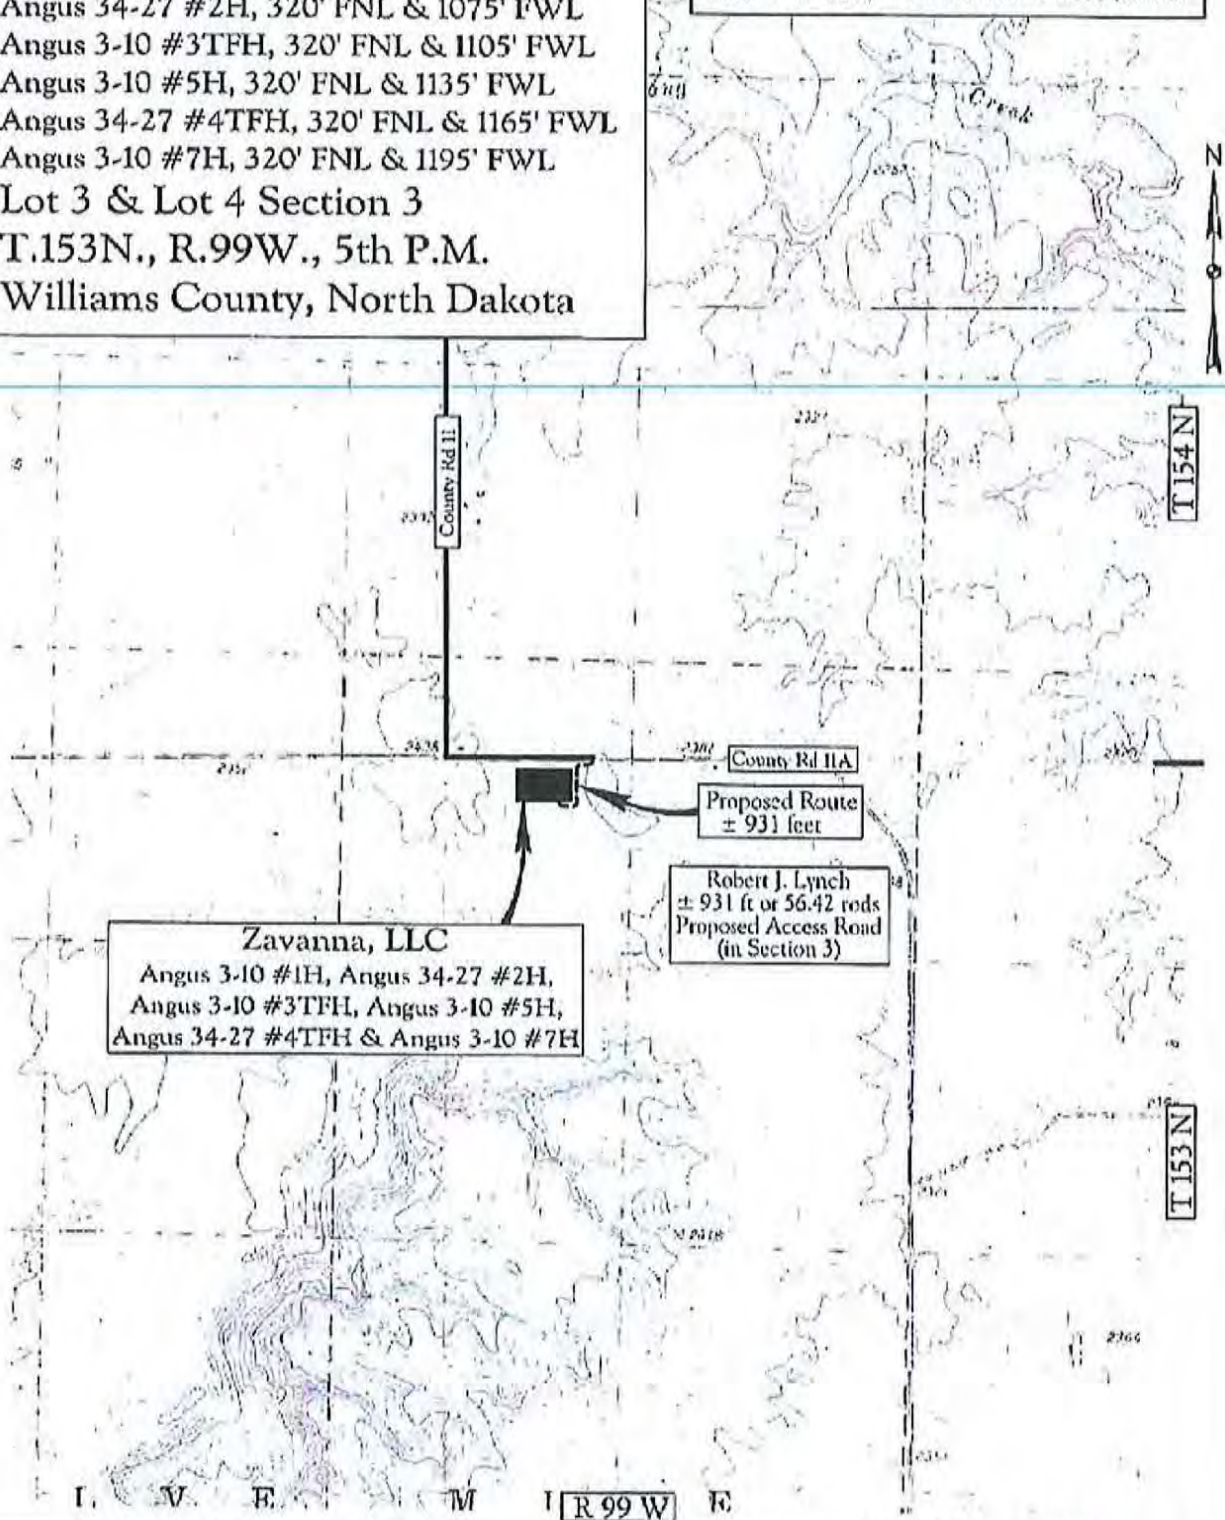 Angus 34-27 #2H, 320' FNL & 1075' FWL
Angus 3-10 #3TFH, 320' FNL & 1105' FWL
Angus 3-10 #5H, 320' FNL & 1135' FWL
Angus 34-27 #4TFH, 320' FNL & 1165' FWL
Angus 3-10 #7H, 320' FNL & 1195' FWL
Lot 3 & Lot 4 Section 3
T.153N., R.99W., 5th P.M.
Williams County, North Dakota
Creek
N
T 154 N
County Rd 11
County Rd 11A
Proposed Route
± 931 feet
Robert J. Lynch
± 931 ft or 56.42 rods
Proposed Access Road
(in Section 3)
Zavanna, LLC
Angus 3-10 #1H, Angus 34-27 #2H,
Angus 3-10 #3TFH, Angus 3-10 #5H,
Angus 34-27 #4TFH & Angus 3-10 #7H
T 153 N
2366
L V E M I E
R 99 W